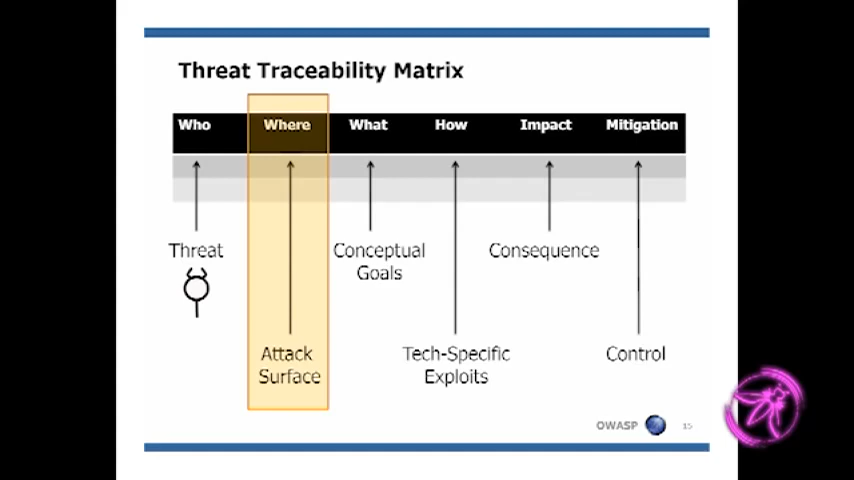 Threat Traceability Matrix
Who Where What How Impact Mitigation
Threat
Conceptual
Goals
Consequence
Attack
Surface
Tech-Specific
Exploits
Control
OWASP
15